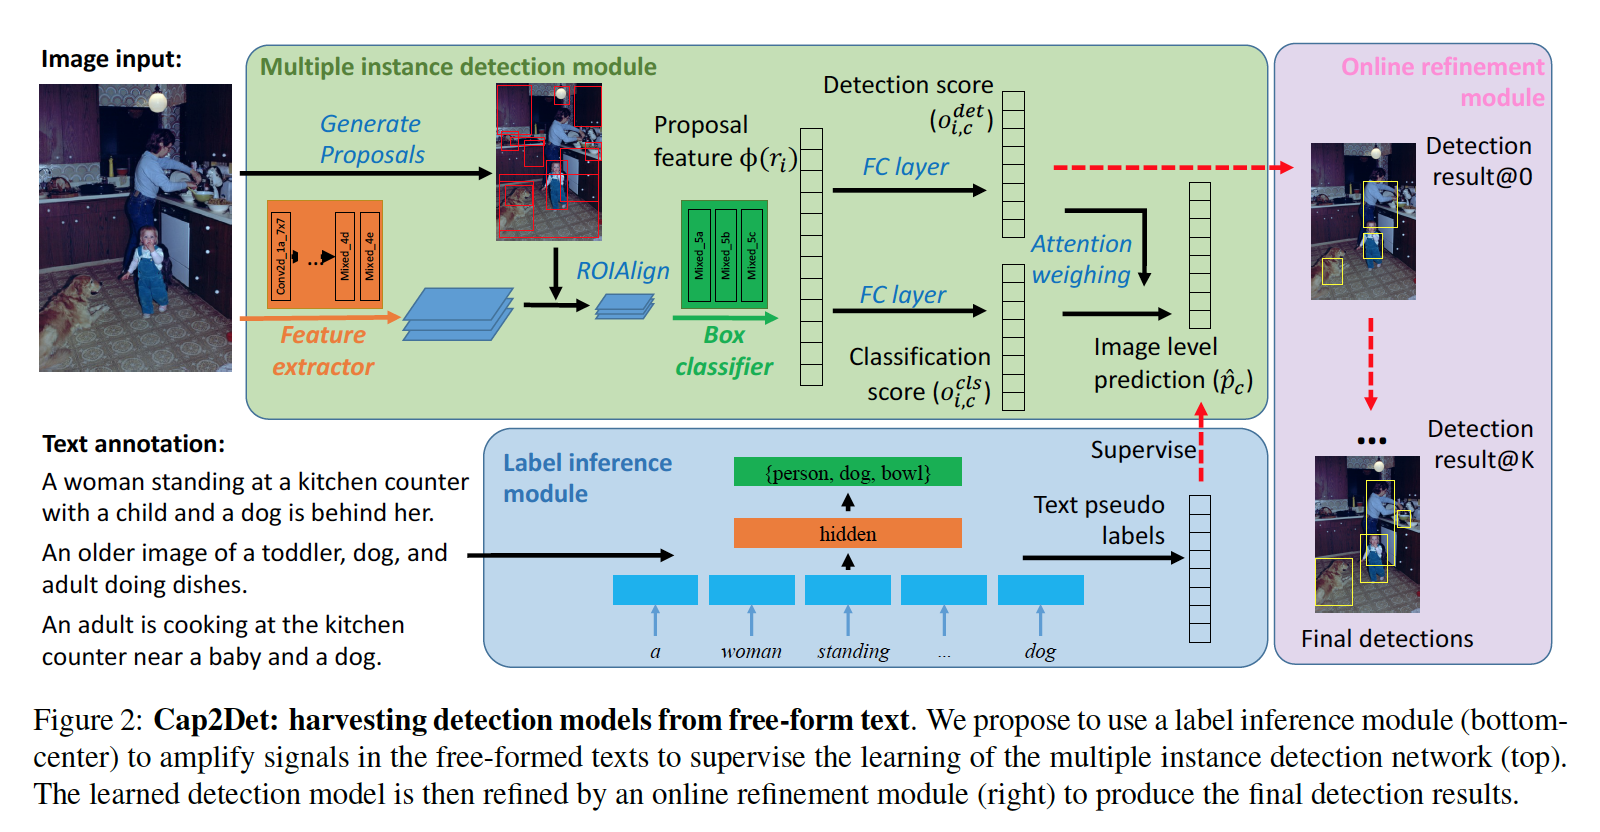 Image input:
Multiple instance detection module
Online refinement
module
Generate
Proposals
Conv2d_1a_7x7
...
Mixed_4d
Mixed_4e
Feature
extractor
ROIAlign
Proposal
feature ϕ(rᵢ)
Mixed_5a
Mixed_5b
Mixed_5c
Box
classifier
Detection score
(o_{i,c}^{det})
FC layer
FC layer
Classification
score (o_{i,c}^{cls})
Attention
weighing
Image level
prediction (p̂_c)
Detection
result@0
...
Detection
result@K
Final detections
Text annotation:
A woman standing at a kitchen counter
with a child and a dog is behind her.
An older image of a toddler, dog, and
adult doing dishes.
An adult is cooking at the kitchen
counter near a baby and a dog.
Label inference
module
{person, dog, bowl}
hidden
a woman standing ... dog
Supervise
Text pseudo
labels
Figure 2: Cap2Det: harvesting detection models from free-form text. We propose to use a label inference module (bottom-
center) to amplify signals in the free-formed texts to supervise the learning of the multiple instance detection network (top).
The learned detection model is then refined by an online refinement module (right) to produce the final detection results.